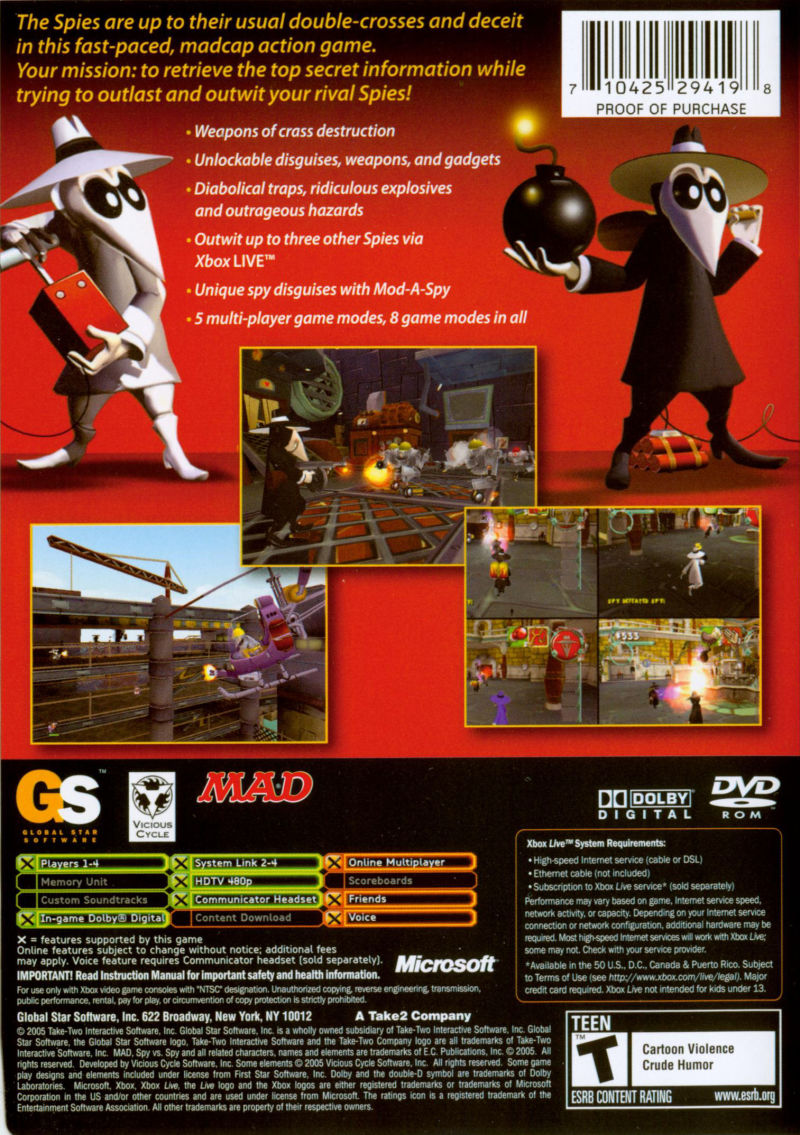 The Spies are up to their usual double-crosses and deceit
in this fast-paced, madcap action game.
Your mission: to retrieve the top secret information while
trying to outlast and outwit your rival Spies!
7 10425 29419 8
PROOF OF PURCHASE
• Weapons of crass destruction
• Unlockable disguises, weapons, and gadgets
• Diabolical traps, ridiculous explosives
and outrageous hazards
• Outwit up to three other Spies via
Xbox LIVE™
• Unique spy disguises with Mod-A-Spy
• 5 multi-player game modes, 8 game modes in all
SPY DEFEATED SPY!
$533
GS™
GLOBAL STAR
SOFTWARE
VICIOUS
CYCLE
MAD
DOLBY
DIGITAL
DVD
ROM
Players 1-4
System Link 2-4
Online Multiplayer
Memory Unit
HDTV 480p
Scoreboards
Custom Soundtracks
Communicator Headset
Friends
In-game Dolby® Digital
Content Download
Voice
X = features supported by this game
Online features subject to change without notice; additional fees
may apply. Voice feature requires Communicator headset (sold separately).
Microsoft®
IMPORTANT! Read Instruction Manual for important safety and health information.
For use only with Xbox video game consoles with "NTSC" designation. Unauthorized copying, reverse engineering, transmission,
public performance, rental, pay for play, or circumvention of copy protection is strictly prohibited.
Xbox Live™ System Requirements:
• High-speed Internet service (cable or DSL)
• Ethernet cable (not included)
• Subscription to Xbox Live service* (sold separately)
Performance may vary based on game, Internet service speed,
network activity, or capacity. Depending on your Internet service
connection or network configuration, additional hardware may be
required. Most high-speed Internet services will work with Xbox Live;
some may not. Check with your service provider.
*Available in the 50 U.S., D.C., Canada & Puerto Rico. Subject
to Terms of Use (see http://www.xbox.com/live/legal). Major
credit card required. Xbox Live not intended for kids under 13.
Global Star Software, Inc. 622 Broadway, New York, NY 10012 A Take2 Company
© 2005 Take-Two Interactive Software, Inc. Global Star Software, Inc. is a wholly owned subsidiary of Take-Two Interactive Software, Inc. Global
Star Software, the Global Star Software logo, Take-Two Interactive Software and the Take-Two Company logo are all trademarks of Take-Two
Interactive Software, Inc. MAD, Spy vs. Spy and all related characters, names and elements are trademarks of E.C. Publications, Inc. © 2005. All
rights reserved. Developed by Vicious Cycle Software, Inc. Some elements © 2005 Vicious Cycle Software, Inc. All rights reserved. Some game
play designs and elements included under license from First Star Software, Inc. Dolby and the double-D symbol are trademarks of Dolby
Laboratories. Microsoft, Xbox, Xbox Live, the Live logo and the Xbox logos are either registered trademarks or trademarks of Microsoft
Corporation in the US and/or other countries and are used under license from Microsoft. The ratings icon is a registered trademark of the
Entertainment Software Association. All other trademarks are property of their respective owners.
TEEN
T™
Cartoon Violence
Crude Humor
ESRB CONTENT RATING www.esrb.org